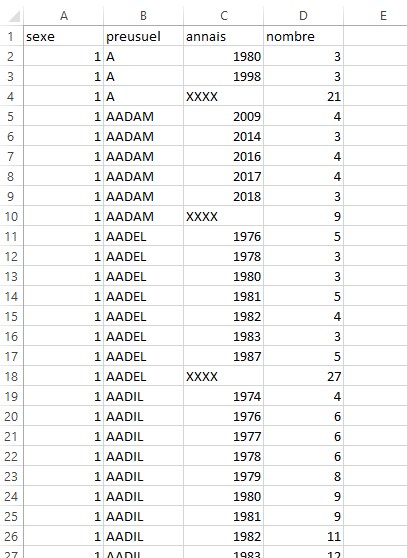 A B C D E
1 sexe preusuel annais nombre
2 1 A 1980 3
3 1 A 1998 3
4 1 A XXXX 21
5 1 AADAM 2009 4
6 1 AADAM 2014 3
7 1 AADAM 2016 4
8 1 AADAM 2017 4
9 1 AADAM 2018 3
10 1 AADAM XXXX 9
11 1 AADEL 1976 5
12 1 AADEL 1978 3
13 1 AADEL 1980 3
14 1 AADEL 1981 5
15 1 AADEL 1982 4
16 1 AADEL 1983 3
17 1 AADEL 1987 5
18 1 AADEL XXXX 27
19 1 AADIL 1974 4
20 1 AADIL 1976 6
21 1 AADIL 1977 6
22 1 AADIL 1978 6
23 1 AADIL 1979 8
24 1 AADIL 1980 9
25 1 AADIL 1981 9
26 1 AADIL 1982 11
27 1 AADIL 1983 12